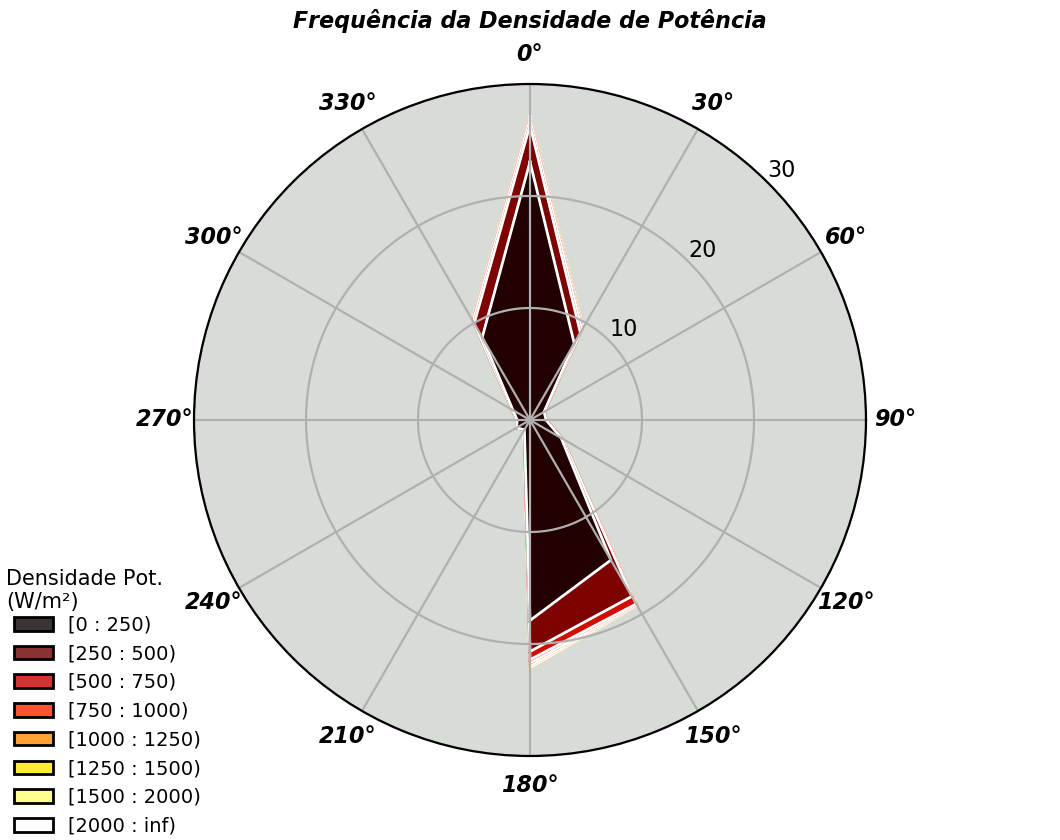 Frequência da Densidade de Potência
0°
330°
30°
30
300°
60°
20
10
270°
90°
240°
120°
210°
150°
180°
Densidade Pot.
(W/m²)
[0 : 250)
[250 : 500)
[500 : 750)
[750 : 1000)
[1000 : 1250)
[1250 : 1500)
[1500 : 2000)
[2000 : inf)